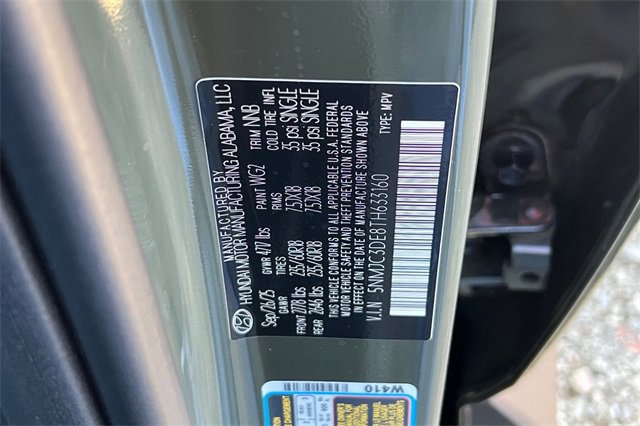 MANUFACTURED BY
HYUNDAI MOTOR MANUFACTURING ALABAMA, LLC
Sep/26/25 PAINT WG2 TRIM NNB
GVWR 4777 lbs
GAWR RIMS COLD TIRE INFL
FRONT 2778 lbs 235/60R18 7.5JX18 35 psi SINGLE
REAR 2646 lbs 235/60R18 7.5JX18 35 psi SINGLE
THIS VEHICLE CONFORMS TO ALL APPLICABLE U.S.A. FEDERAL
MOTOR VEHICLE SAFETY AND THEFT PREVENTION STANDARDS
IN EFFECT ON THE DATE OF MANUFACTURE SHOWN ABOVE
V.I.N 5NMJC3DE8TH633160 TYPE: MPV
W410